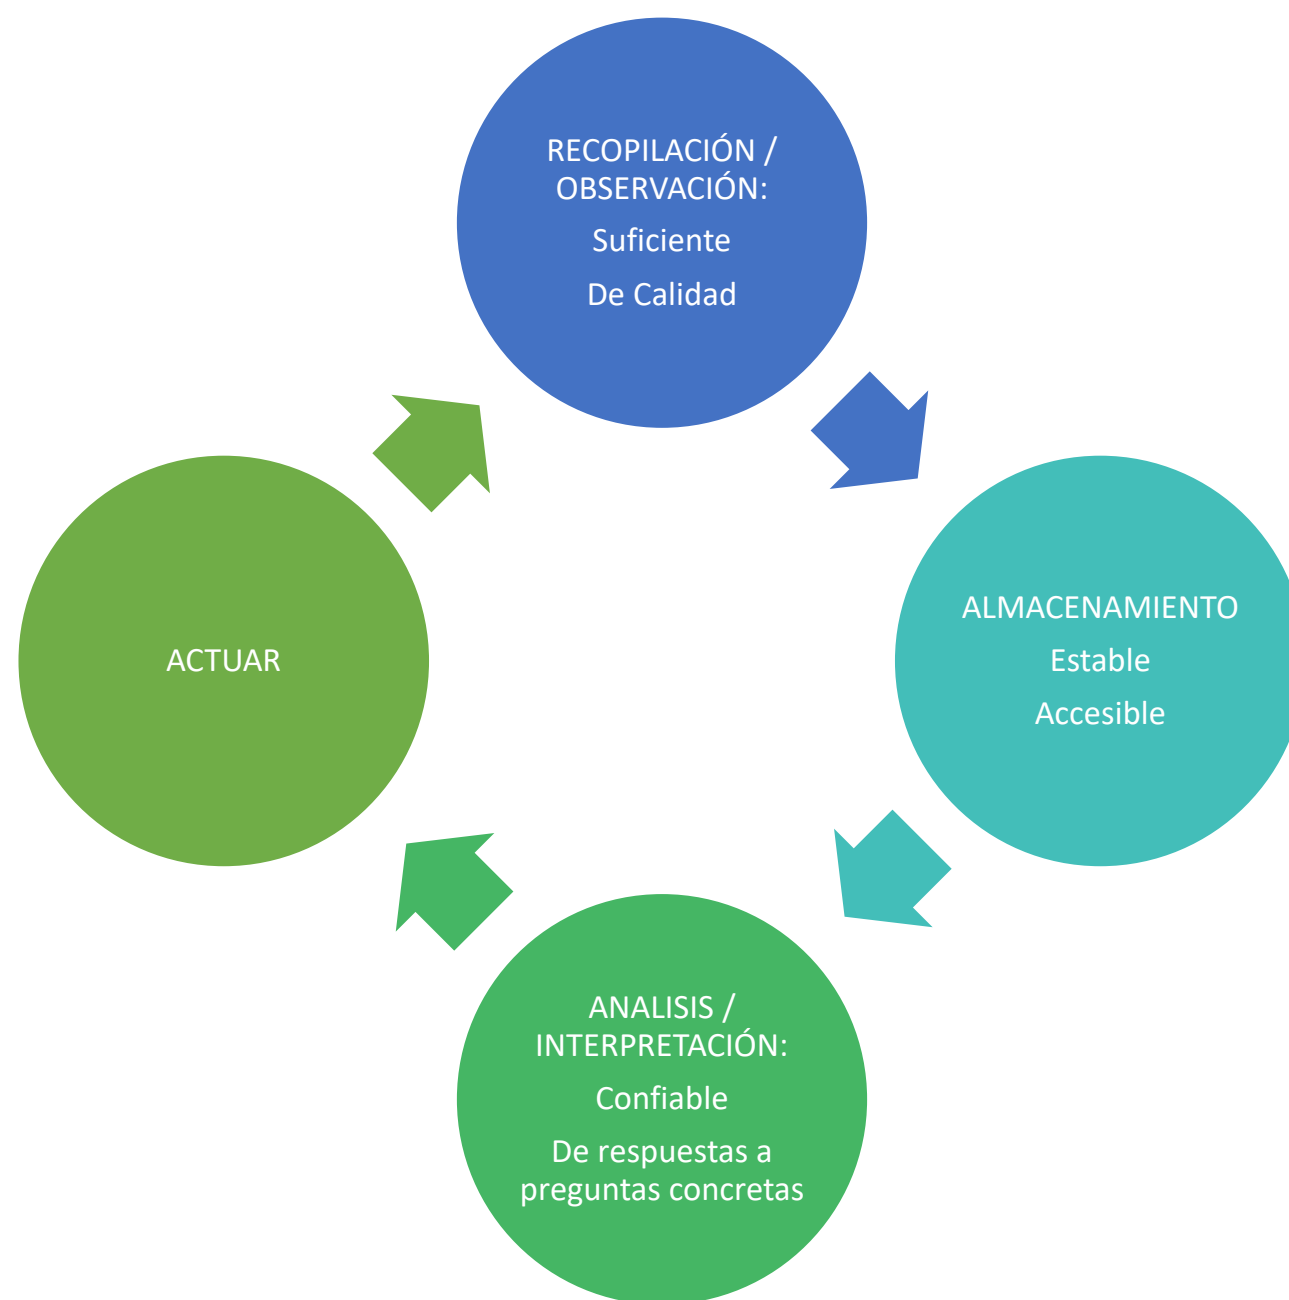 RECOPILACIÓN /
OBSERVACIÓN:
Suficiente
De Calidad
ALMACENAMIENTO
Estable
Accesible
ANALISIS /
INTERPRETACIÓN:
Confiable
De respuestas a
preguntas concretas
ACTUAR